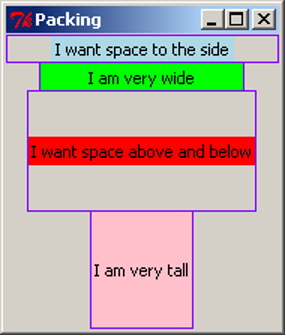 Packing
I want space to the side
I am very wide
I want space above and below
I am very tall